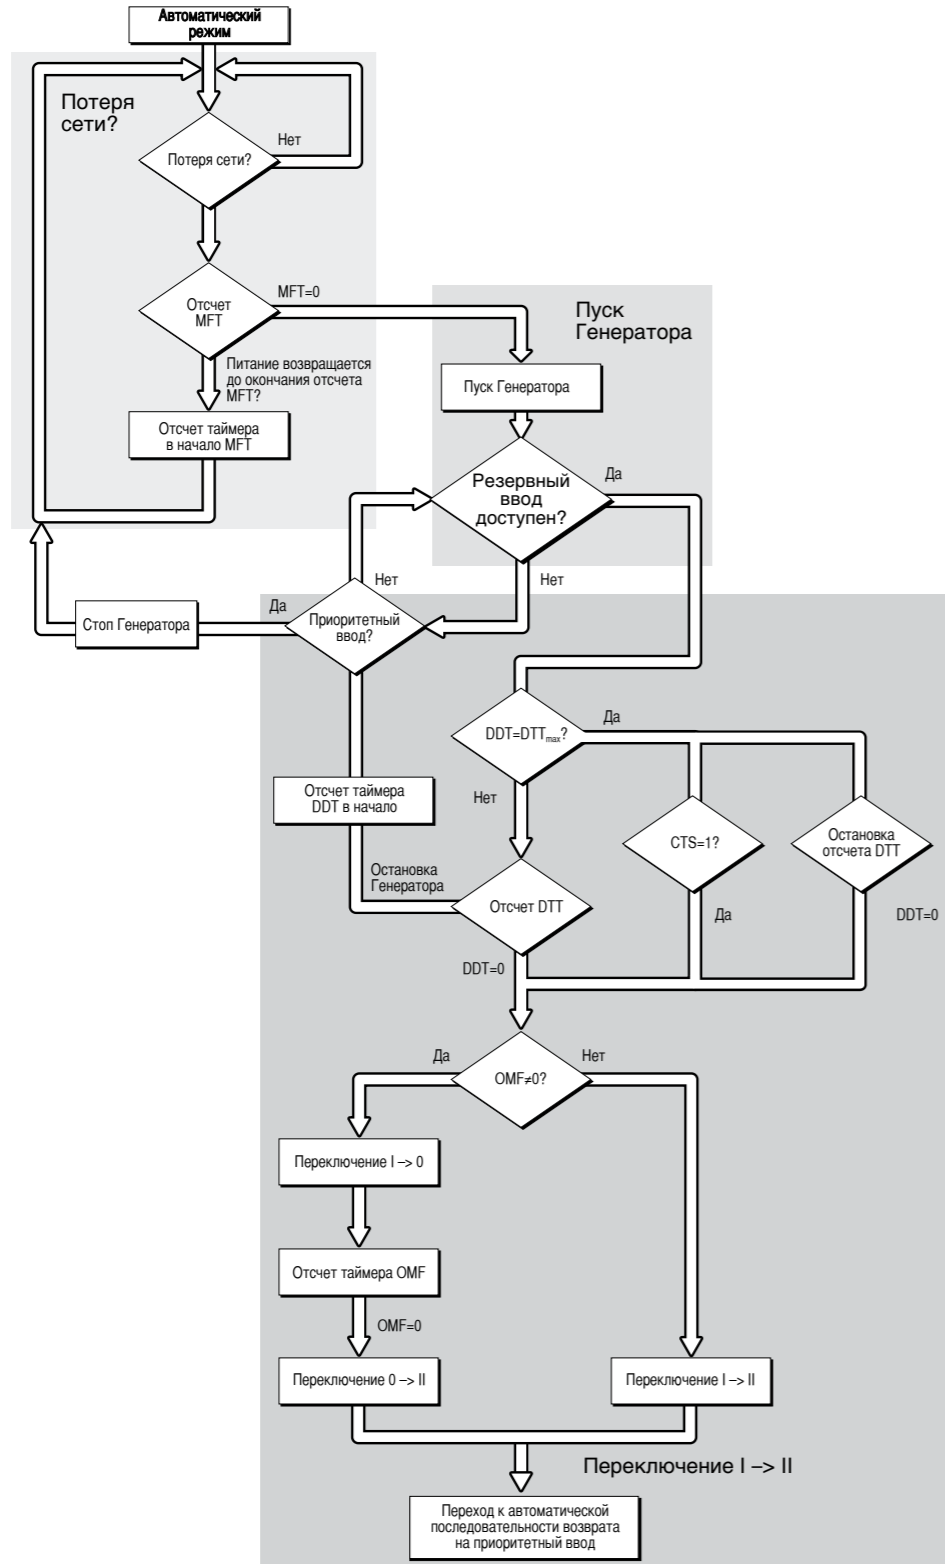 Автоматический
режим
Потеря
сети?
Нет
Потеря сети?
MFT=0
Отсчет
MFT
Пуск
Генератора
Питание возвращается
до окончания отсчета
MFT?
Пуск Генератора
Отсчет таймера
в начало MFT
Да
Резервный
ввод
доступен?
Нет
Нет
Да
Стоп Генератора
Приоритетный
ввод?
Да
DDT=DTTmax?
Отсчет таймера
DDT в начало
Нет
CTS=1?
Остановка
отсчета DTT
Остановка
Генератора
Отсчет DTT
Да
DDT=0
DDT=0
Да
Нет
OMF≠0?
Переключение I –> 0
Отсчет таймера OMF
OMF=0
Переключение 0 –> II
Переключение I –> II
Переключение I –> II
Переход к автоматической
последовательности возврата
на приоритетный ввод